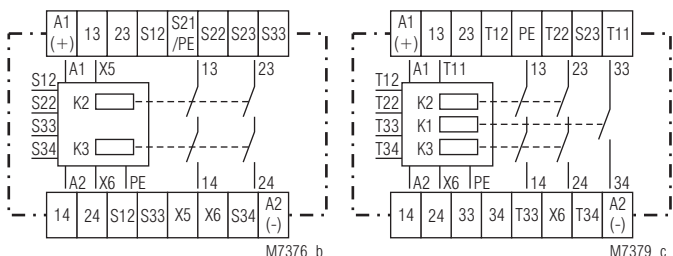 A1 (+) 13 23 S12 S21 /PE S22 S23 S33
A1 X5 13 23
S12
S22
S33
S34
K2
K3
A2 X6 PE 14 24
14 24 S12 S33 X5 X6 S34 A2 (-)
M7376_b
A1 (+) 13 23 T12 PE T22 S23 T11
A1 T11 13 23 33
T12
T22
T33
T34
K2
K1
K3
A2 X6 PE 14 24 34
14 24 33 34 T33 X6 T34 A2 (-)
M7379_c